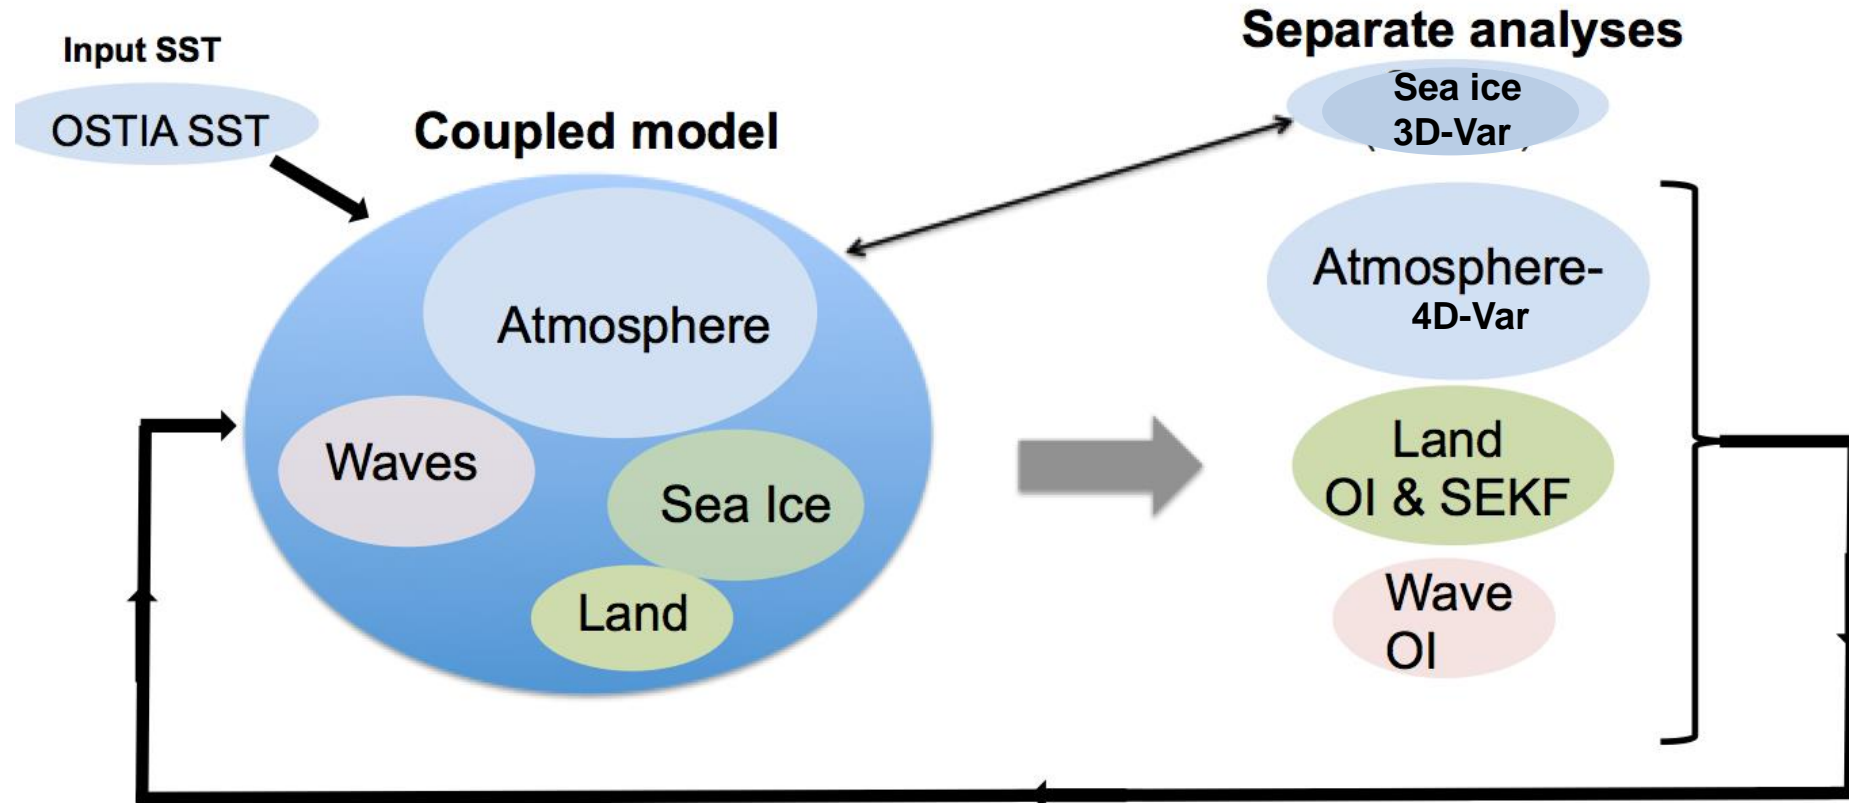 Input SST
OSTIA SST
Coupled model
Atmosphere
Waves
Sea Ice
Land
Separate analyses
Sea ice
3D-Var
Atmosphere-
4D-Var
Land
OI & SEKF
Wave
OI